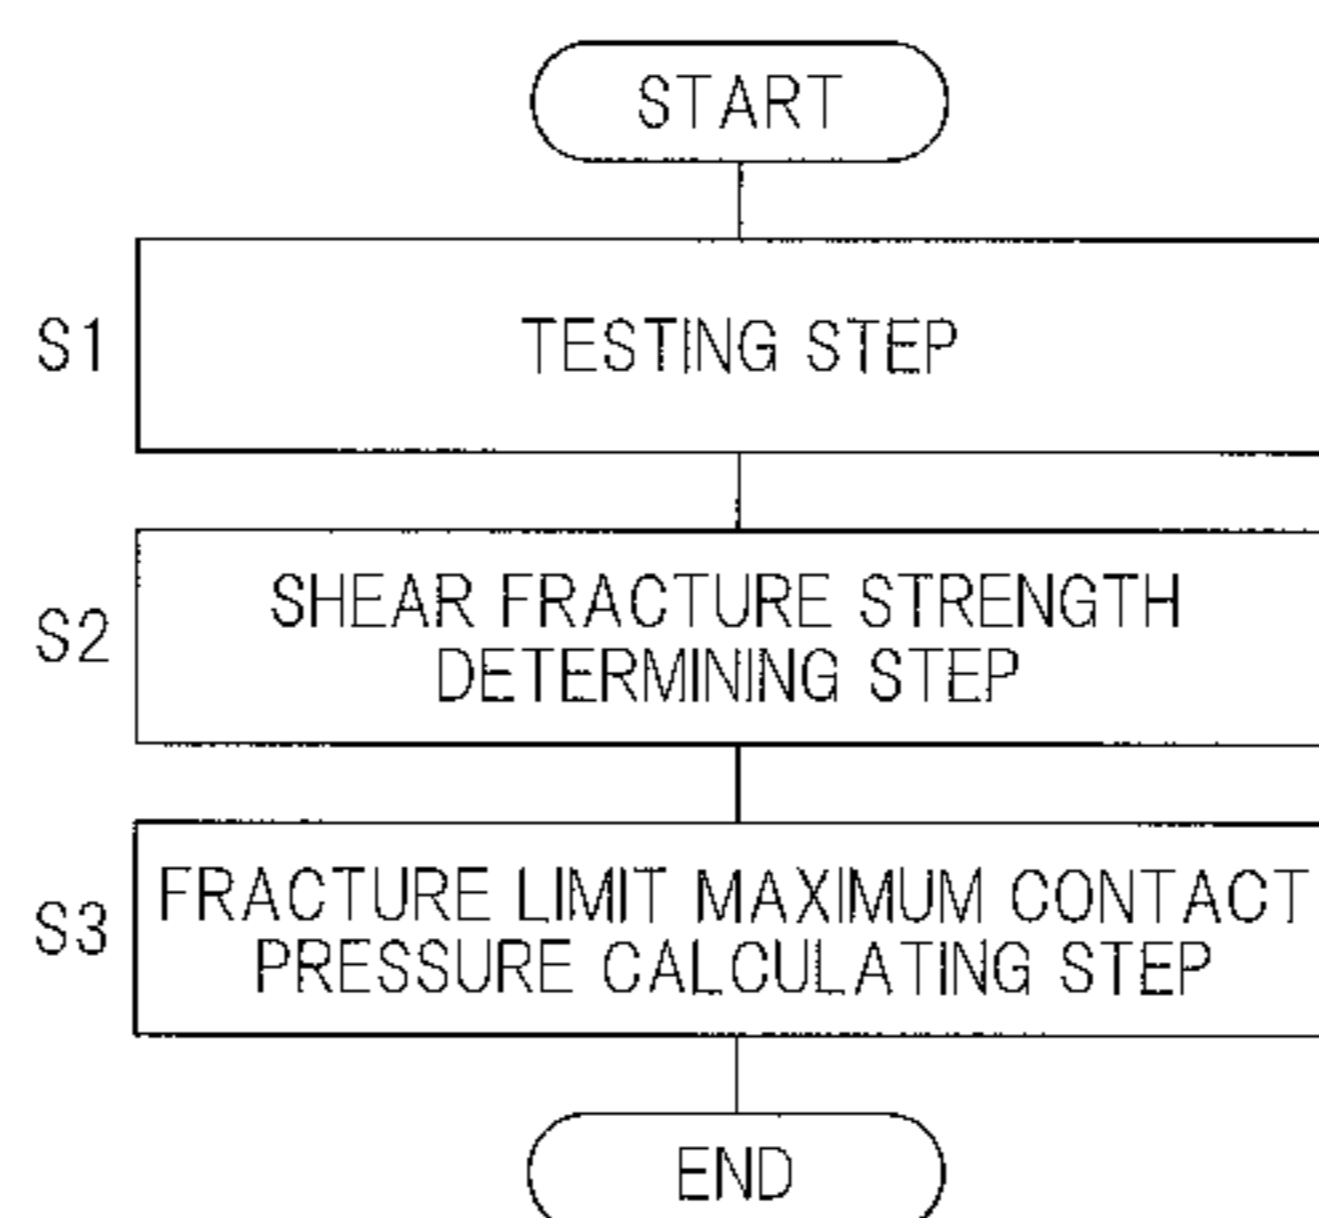 START
S1
TESTING STEP
S2
SHEAR FRACTURE STRENGTH
DETERMINING STEP
S3
FRACTURE LIMIT MAXIMUM CONTACT
PRESSURE CALCULATING STEP
END